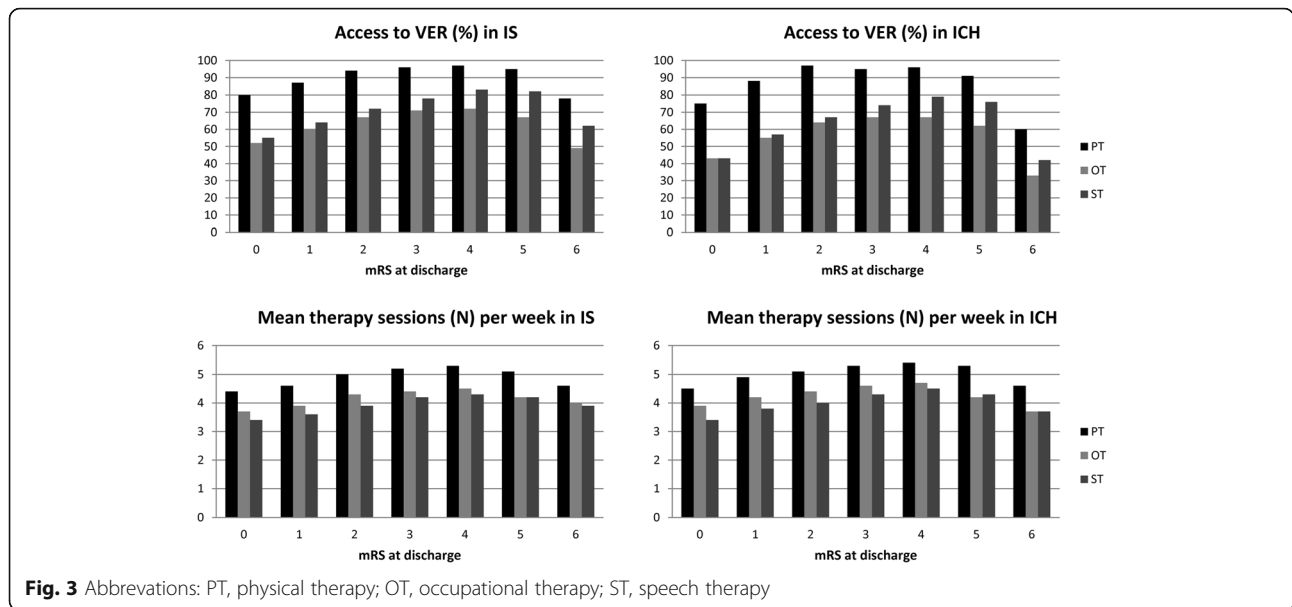 Access to VER (%) in IS
100
90
80
70
60
50
40
30
20
10
0
0 1 2 3 4 5 6
mRS at discharge
Access to VER (%) in ICH
100
90
80
70
60
50
40
30
20
10
0
0 1 2 3 4 5 6
mRS at discharge
PT
OT
ST
Mean therapy sessions (N) per week in IS
6
5
4
3
2
1
0
0 1 2 3 4 5 6
mRS at discharge
Mean therapy sessions (N) per week in ICH
6
5
4
3
2
1
0
0 1 2 3 4 5 6
mRS at discharge
PT
OT
ST
Fig. 3 Abbrevations: PT, physical therapy; OT, occupational therapy; ST, speech therapy